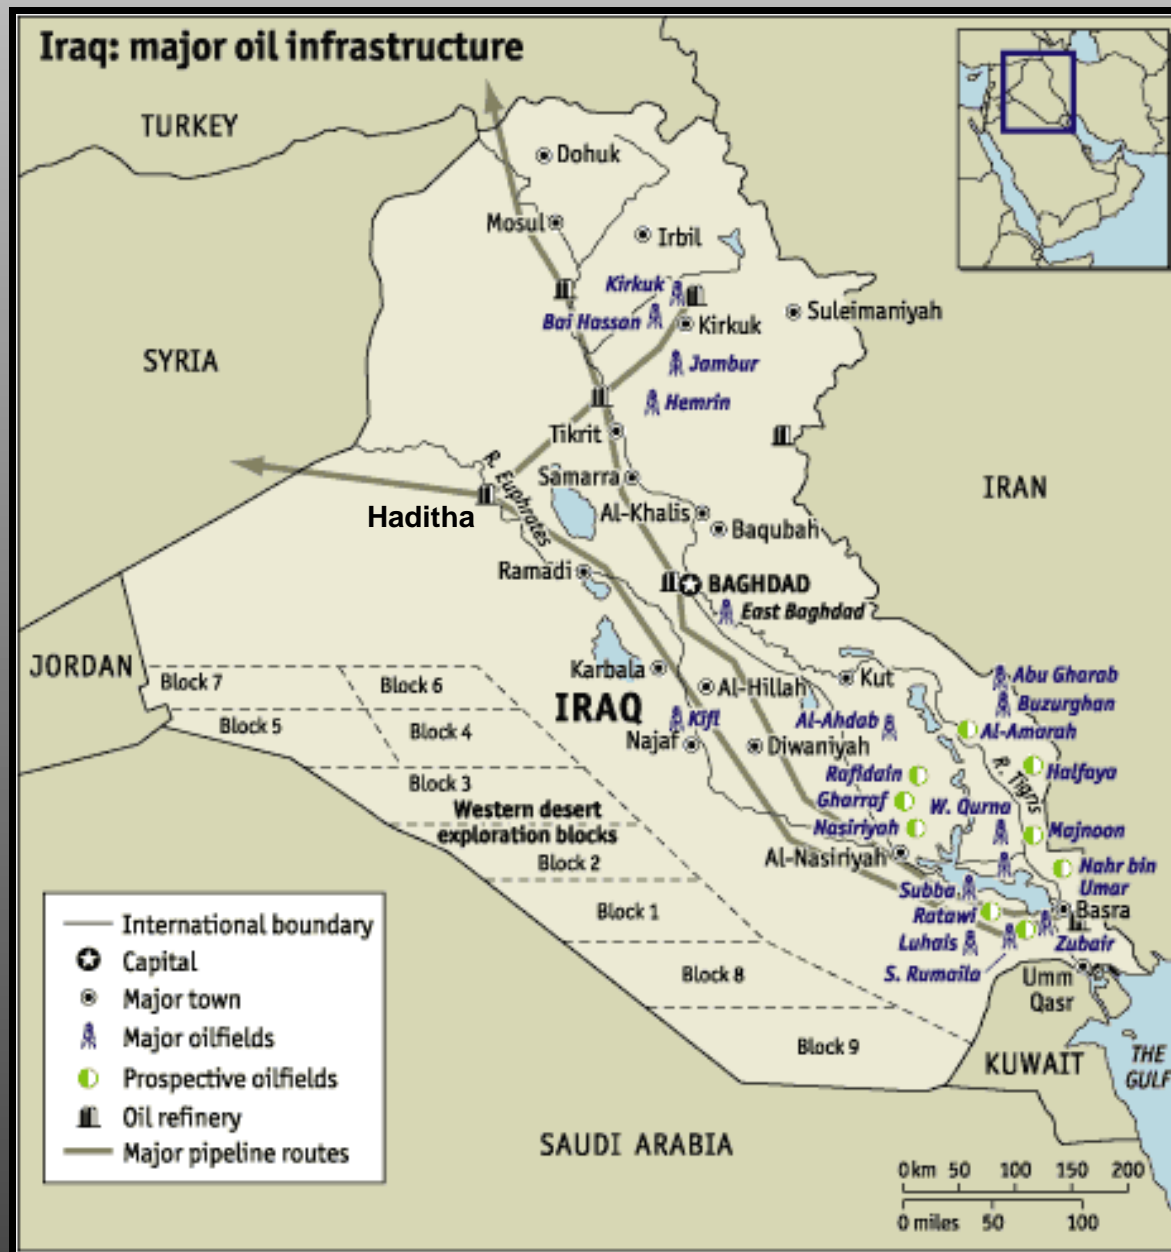 Iraq: major oil infrastructure
TURKEY
Dohuk
Mosul
Irbil
Kirkuk
Bai Hassan
Kirkuk
Suleimaniyah
SYRIA
Jambur
Hemrin
Tikrit
R. Euphrates
Samarra
IRAN
Haditha
Al-Khalis
Baqubah
Ramadi
BAGHDAD
East Baghdad
JORDAN
Karbala
Kut
Abu Gharab
Block 7
Block 6
Al-Hillah
Buzurghan
IRAQ
Kifl
Al-Ahdab
Block 5
Block 4
Najaf
Diwaniyah
Al-Amarah
R. Tigris
Halfaya
Rafidain
Block 3
Gharraf
W. Qurna
Western desert
exploration blocks
Nasiriyah
Majnoon
Block 2
Al-Nasiriyah
Nahr bin
Umar
Subba
Block 1
Ratawi
Basra
Luhais
Zubair
S. Rumaila
Block 8
Umm
Qasr
Block 9
KUWAIT
THE
GULF
SAUDI ARABIA
International boundary
Capital
Major town
Major oilfields
Prospective oilfields
Oil refinery
Major pipeline routes
0km 50 100 150 200
0 miles 50 100